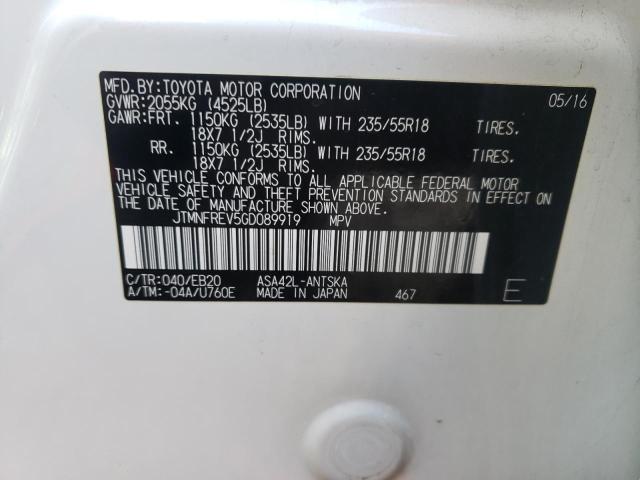 MFD.BY:TOYOTA MOTOR CORPORATION 05/16
GVWR:2055KG (4525LB)
GAWR:FRT. 1150KG (2535LB) WITH 235/55R18 TIRES.
18X7 1/2J RIMS.
RR. 1150KG (2535LB) WITH 235/55R18 TIRES.
18X7 1/2J RIMS.
THIS VEHICLE CONFORMS TO ALL APPLICABLE FEDERAL MOTOR
VEHICLE SAFETY AND THEFT PREVENTION STANDARDS IN EFFECT ON
THE DATE OF MANUFACTURE SHOWN ABOVE.
JTMNFREV5GD089919 MPV
C/TR:040/EB20 ASA42L-ANTSKA
A/TM:-04A/U760E MADE IN JAPAN 467 E